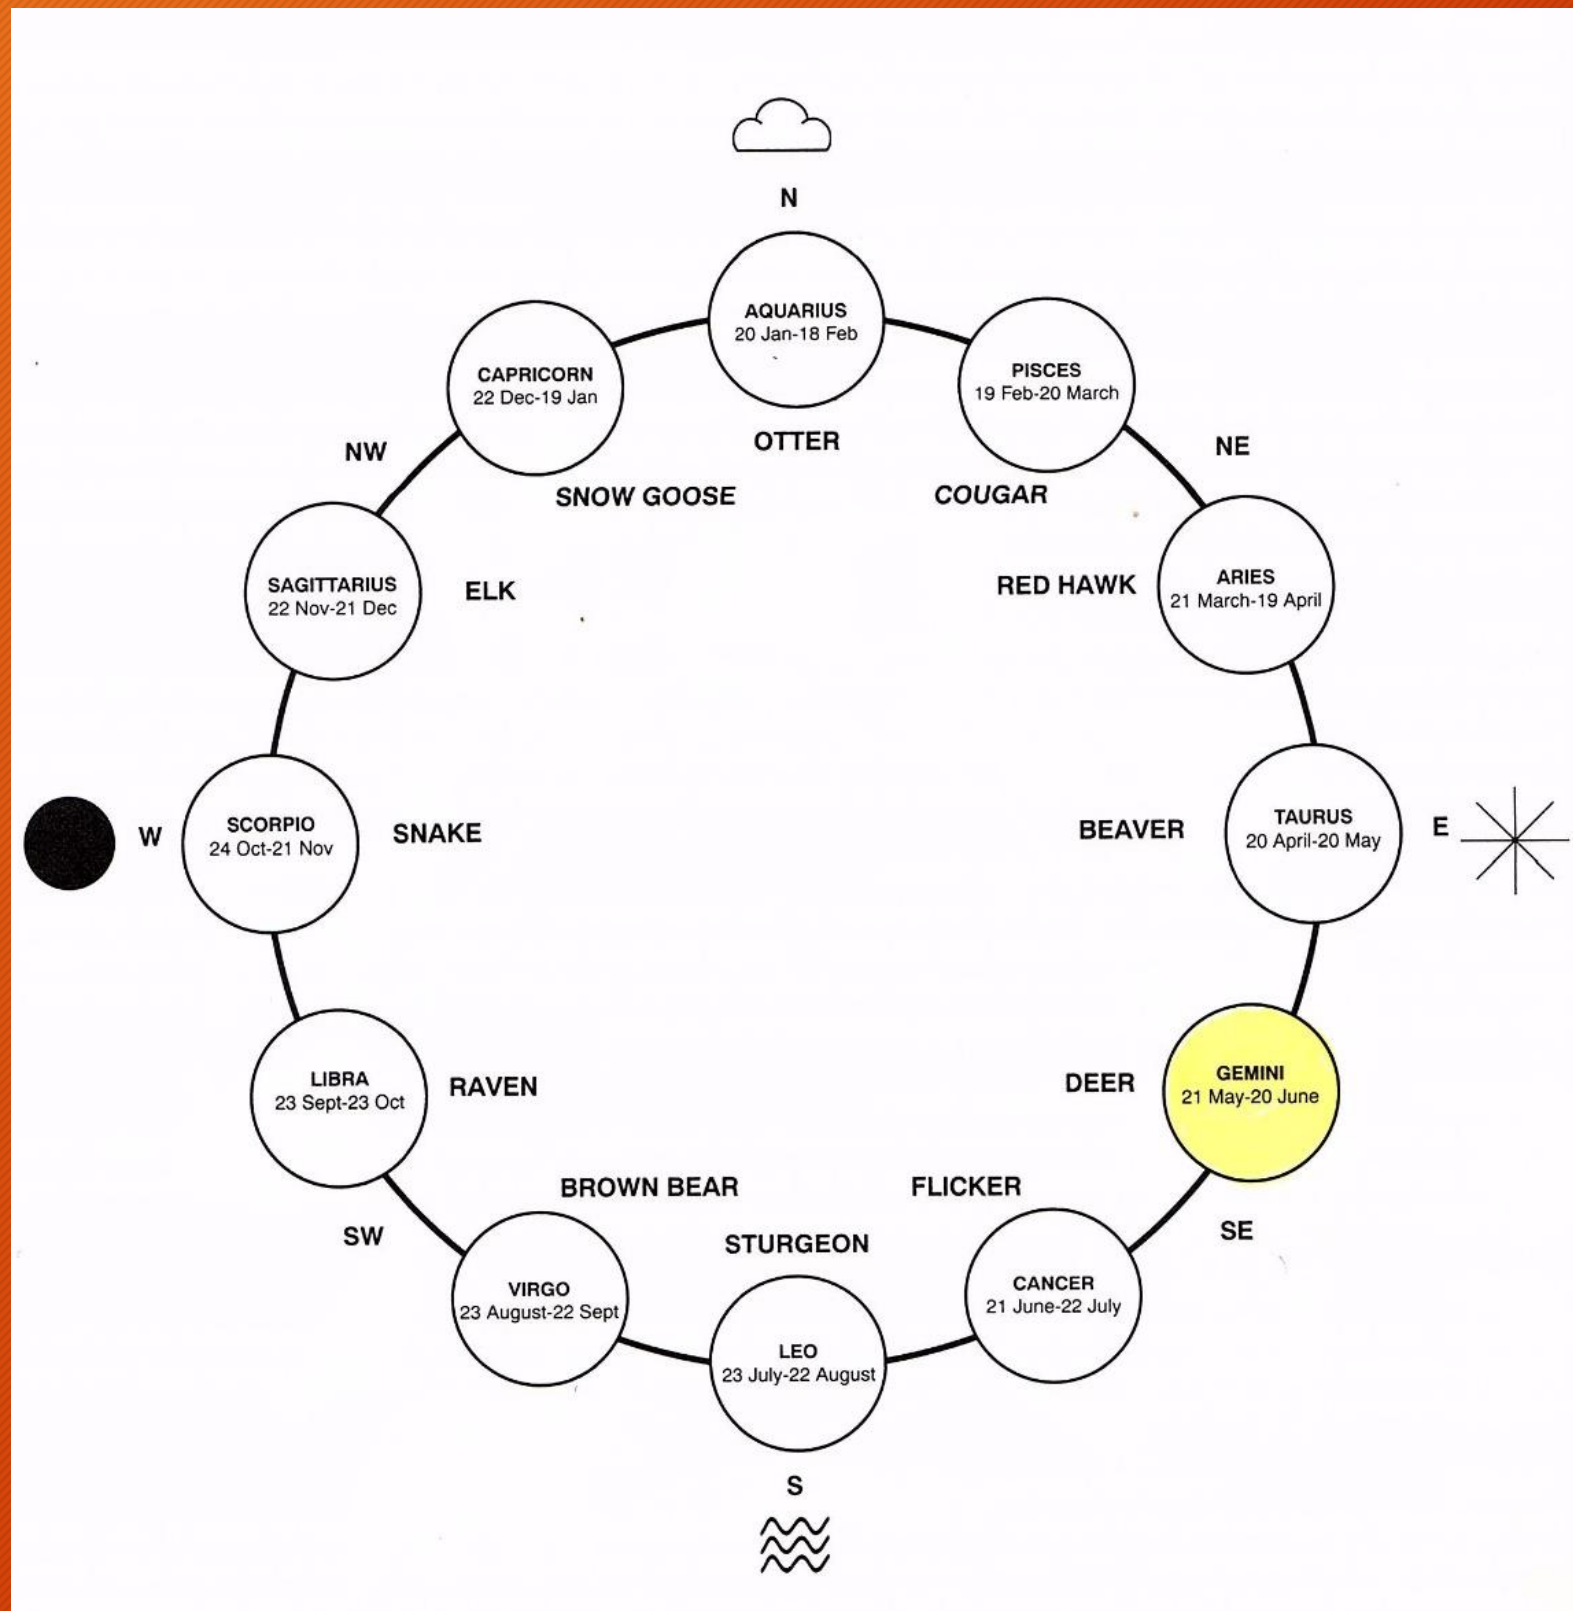 N
AQUARIUS
20 Jan-18 Feb
OTTER
PISCES
19 Feb-20 March
COUGAR
NE
ARIES
21 March-19 April
RED HAWK
TAURUS
20 April-20 May
BEAVER
E
GEMINI
21 May-20 June
DEER
SE
CANCER
21 June-22 July
FLICKER
LEO
23 July-22 August
STURGEON
S
VIRGO
23 August-22 Sept
BROWN BEAR
SW
LIBRA
23 Sept-23 Oct
RAVEN
SCORPIO
24 Oct-21 Nov
SNAKE
W
SAGITTARIUS
22 Nov-21 Dec
ELK
NW
CAPRICORN
22 Dec-19 Jan
SNOW GOOSE